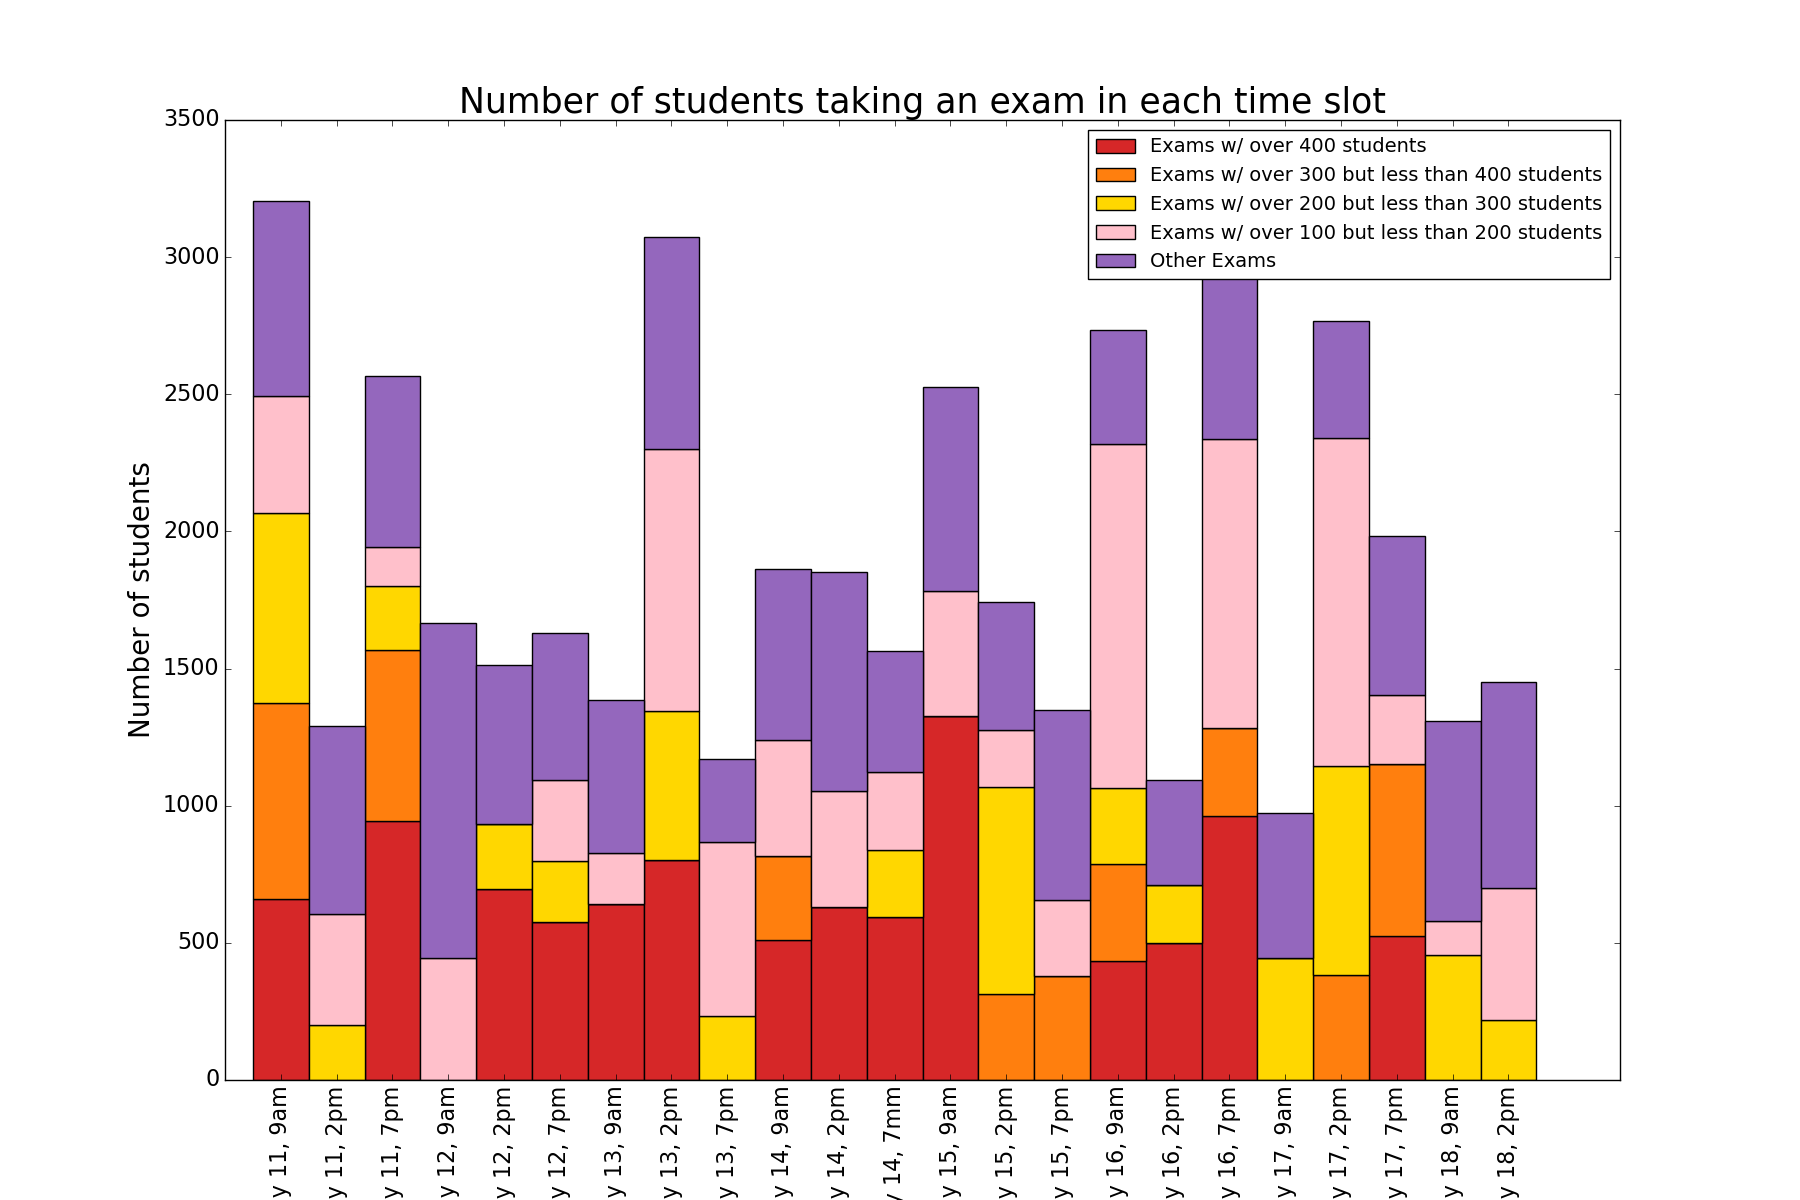 Number of students taking an exam in each time slot
Exams w/ over 400 students
Exams w/ over 300 but less than 400 students
Exams w/ over 200 but less than 300 students
Exams w/ over 100 but less than 200 students
Other Exams
Number of students
3500
3000
2500
2000
1500
1000
500
0
y 11, 9am
y 11, 2pm
y 11, 7pm
y 12, 9am
y 12, 2pm
y 12, 7pm
y 13, 9am
y 13, 2pm
y 13, 7pm
y 14, 9am
y 14, 2pm
y 14, 7mm
y 15, 9am
y 15, 2pm
y 15, 7pm
y 16, 9am
y 16, 2pm
y 16, 7pm
y 17, 9am
y 17, 2pm
y 17, 7pm
y 18, 9am
y 18, 2pm